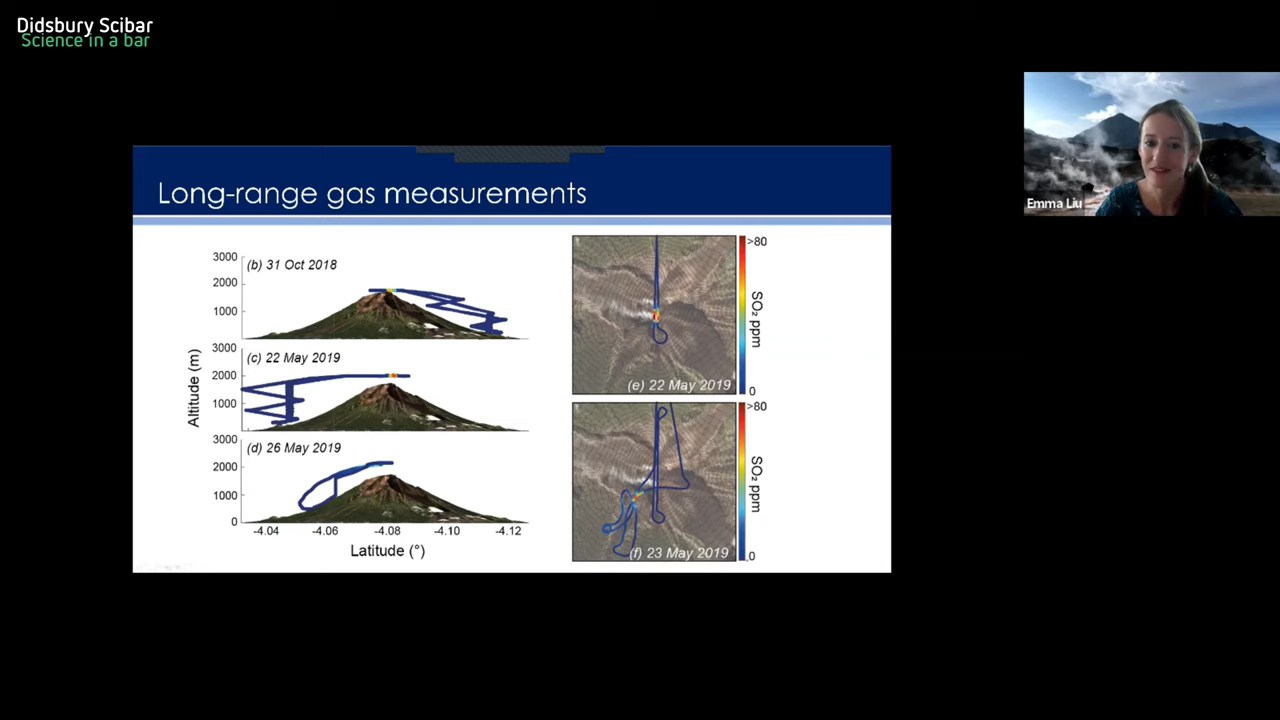 Didsbury Scibar
Science in a bar
Emma Liu
Long-range gas measurements
3000
2000
1000
(b) 31 Oct 2018
3000
2000
1000
(c) 22 May 2019
3000
2000
1000
0
(d) 26 May 2019
Altitude (m)
-4.04 -4.06 -4.08 -4.10 -4.12
Latitude (°)
(e) 22 May 2019
>80
SO₂ ppm
0
(f) 23 May 2019
>80
SO₂ ppm
0